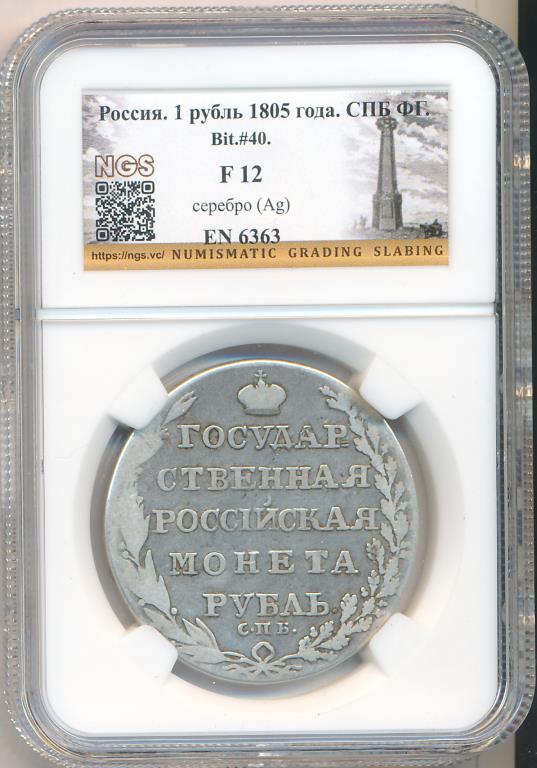 Россия. 1 рубль 1805 года. СПБ ФГ.
Bit.#40.
NGS
F 12
серебро (Ag)
EN 6363
https://ngs.vc/ NUMISMATIC GRADING SLABING
ГОСУДАР
СТВЕННАЯ
РОССІЙСКАЯ
МОНЕТА
РУБЛЬ.
С.П.Б.